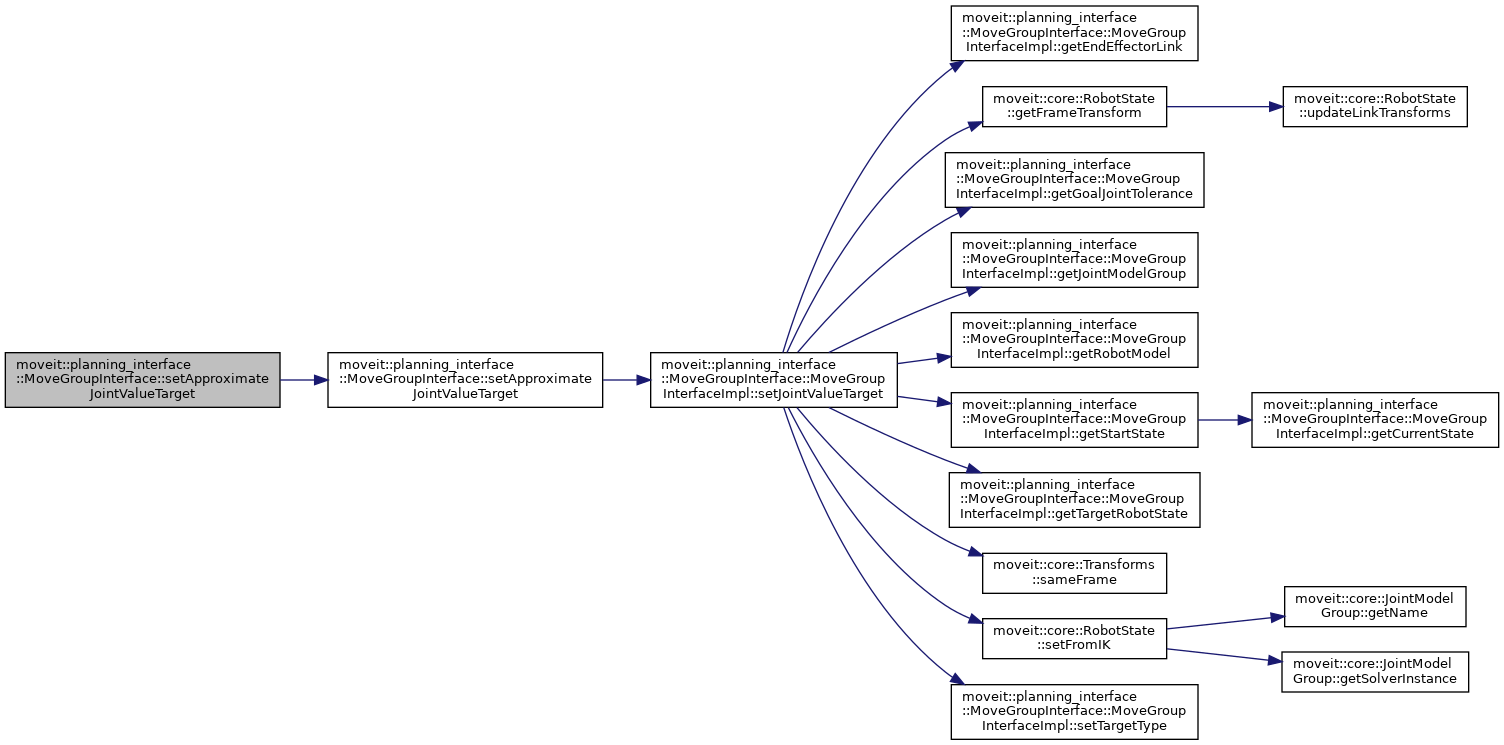 moveit::planning_interface
::MoveGroupInterface::setApproximate
JointValueTarget
moveit::planning_interface
::MoveGroupInterface::setApproximate
JointValueTarget
moveit::planning_interface
::MoveGroupInterface::MoveGroup
InterfaceImpl::setJointValueTarget
moveit::planning_interface
::MoveGroupInterface::MoveGroup
InterfaceImpl::getEndEffectorLink
moveit::core::RobotState
::getFrameTransform
moveit::core::RobotState
::updateLinkTransforms
moveit::planning_interface
::MoveGroupInterface::MoveGroup
InterfaceImpl::getGoalJointTolerance
moveit::planning_interface
::MoveGroupInterface::MoveGroup
InterfaceImpl::getJointModelGroup
moveit::planning_interface
::MoveGroupInterface::MoveGroup
InterfaceImpl::getRobotModel
moveit::planning_interface
::MoveGroupInterface::MoveGroup
InterfaceImpl::getStartState
moveit::planning_interface
::MoveGroupInterface::MoveGroup
InterfaceImpl::getCurrentState
moveit::planning_interface
::MoveGroupInterface::MoveGroup
InterfaceImpl::getTargetRobotState
moveit::core::Transforms
::sameFrame
moveit::core::RobotState
::setFromIK
moveit::core::JointModel
Group::getName
moveit::core::JointModel
Group::getSolverInstance
moveit::planning_interface
::MoveGroupInterface::MoveGroup
InterfaceImpl::setTargetType